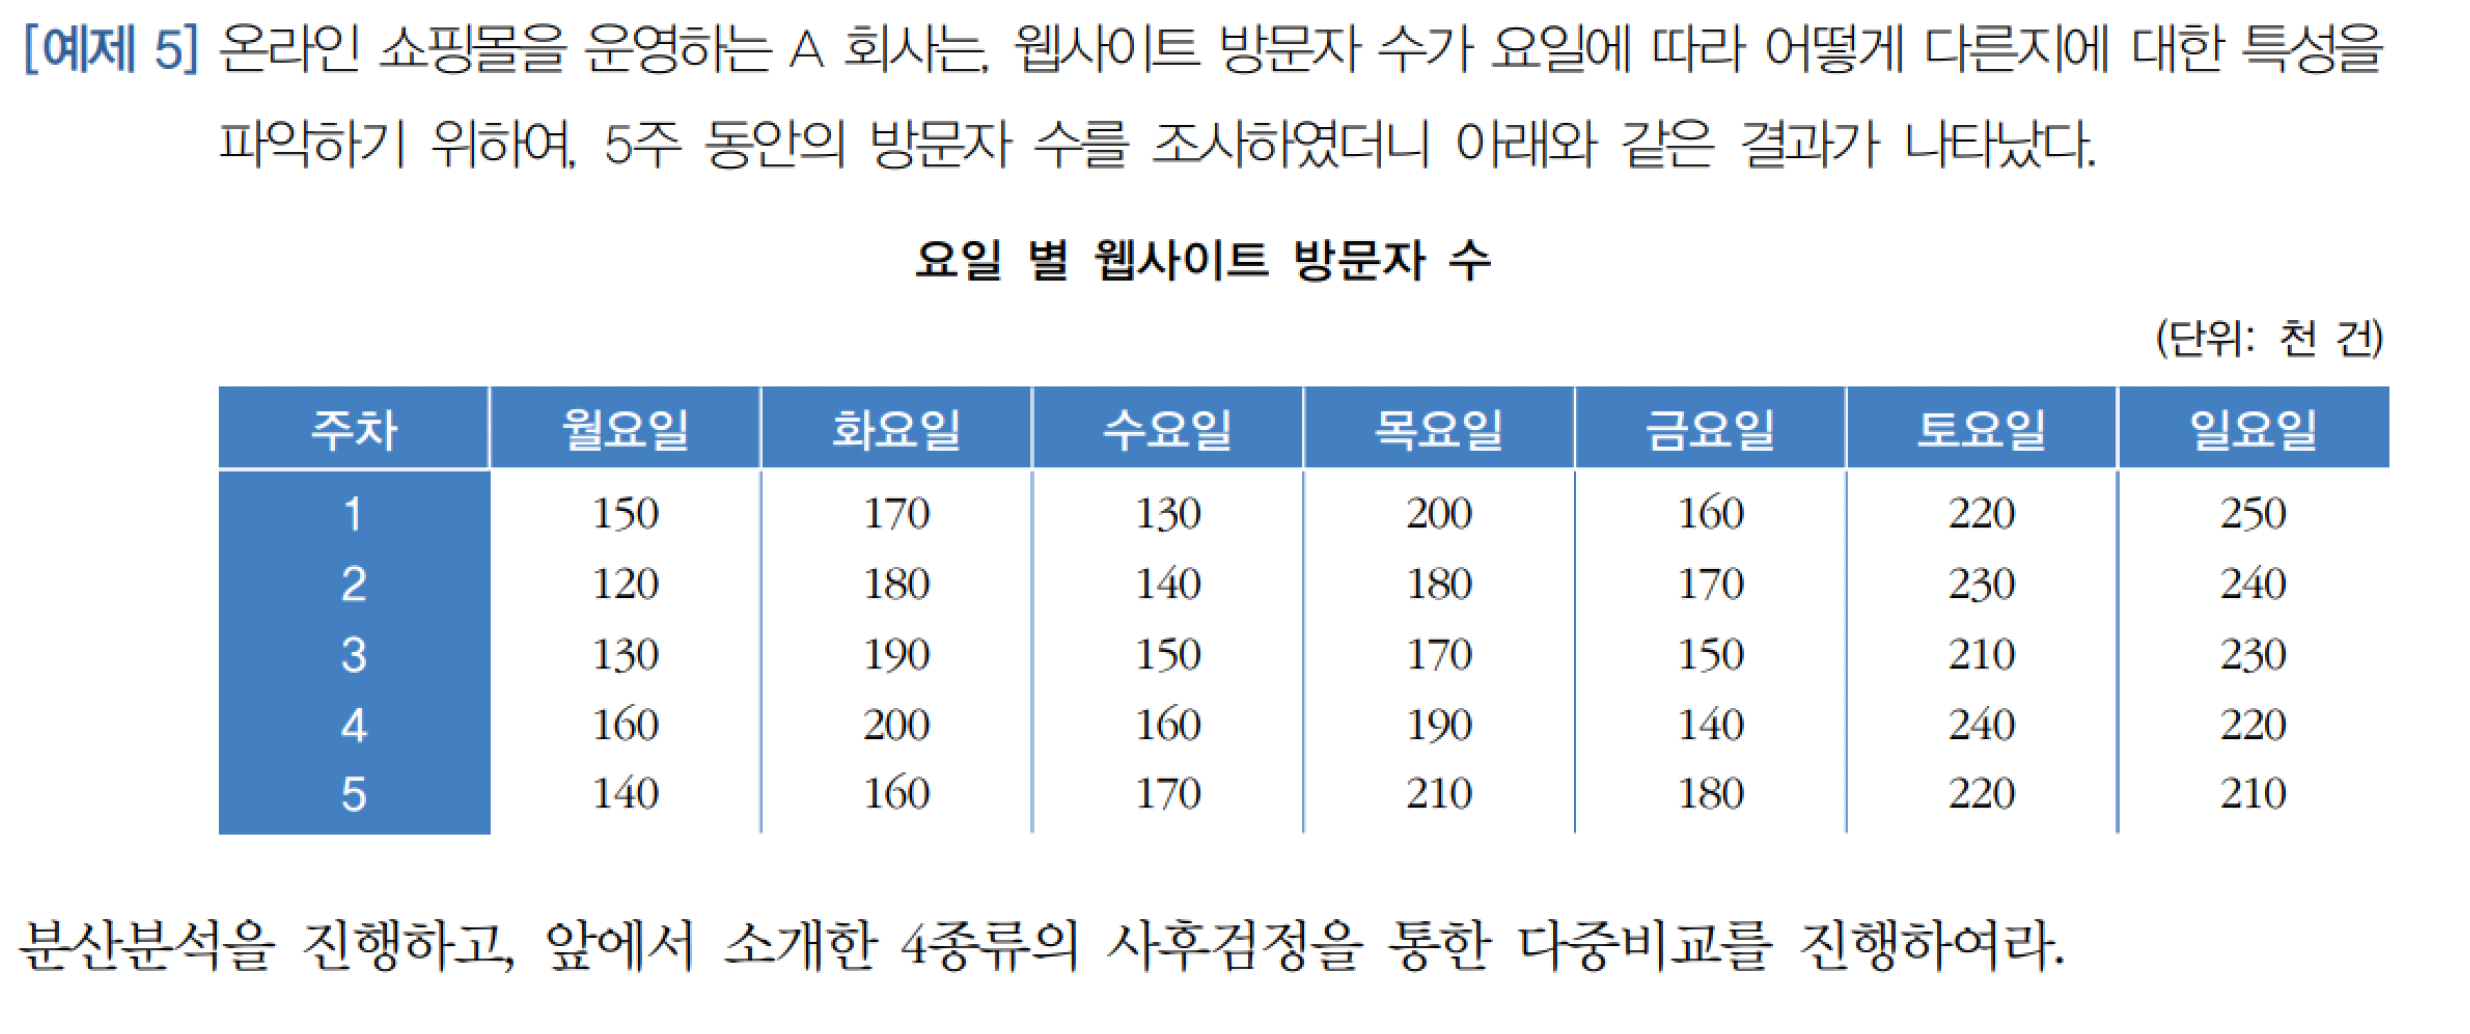 [예제 5] 온라인 쇼핑몰을 운영하는 A 회사는, 웹사이트 방문자 수가 요일에 따라 어떻게 다른지에 대한 특성을
파악하기 위하여, 5주 동안의 방문자 수를 조사하였더니 아래와 같은 결과가 나타났다.
요일 별 웹사이트 방문자 수
(단위: 천 건)
주차 월요일 화요일 수요일 목요일 금요일 토요일 일요일
1 150 170 130 200 160 220 250
2 120 180 140 180 170 230 240
3 130 190 150 170 150 210 230
4 160 200 160 190 140 240 220
5 140 160 170 210 180 220 210
분산분석을 진행하고, 앞에서 소개한 4종류의 사후검정을 통한 다중비교를 진행하여라.